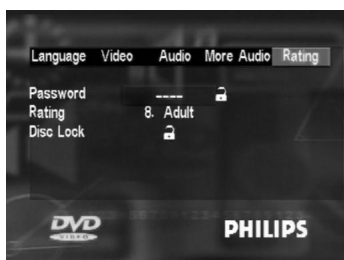 Language Video Audio More Audio Rating
Password ----
Rating 8. Adult
Disc Lock
DVD VIDEO PHILIPS